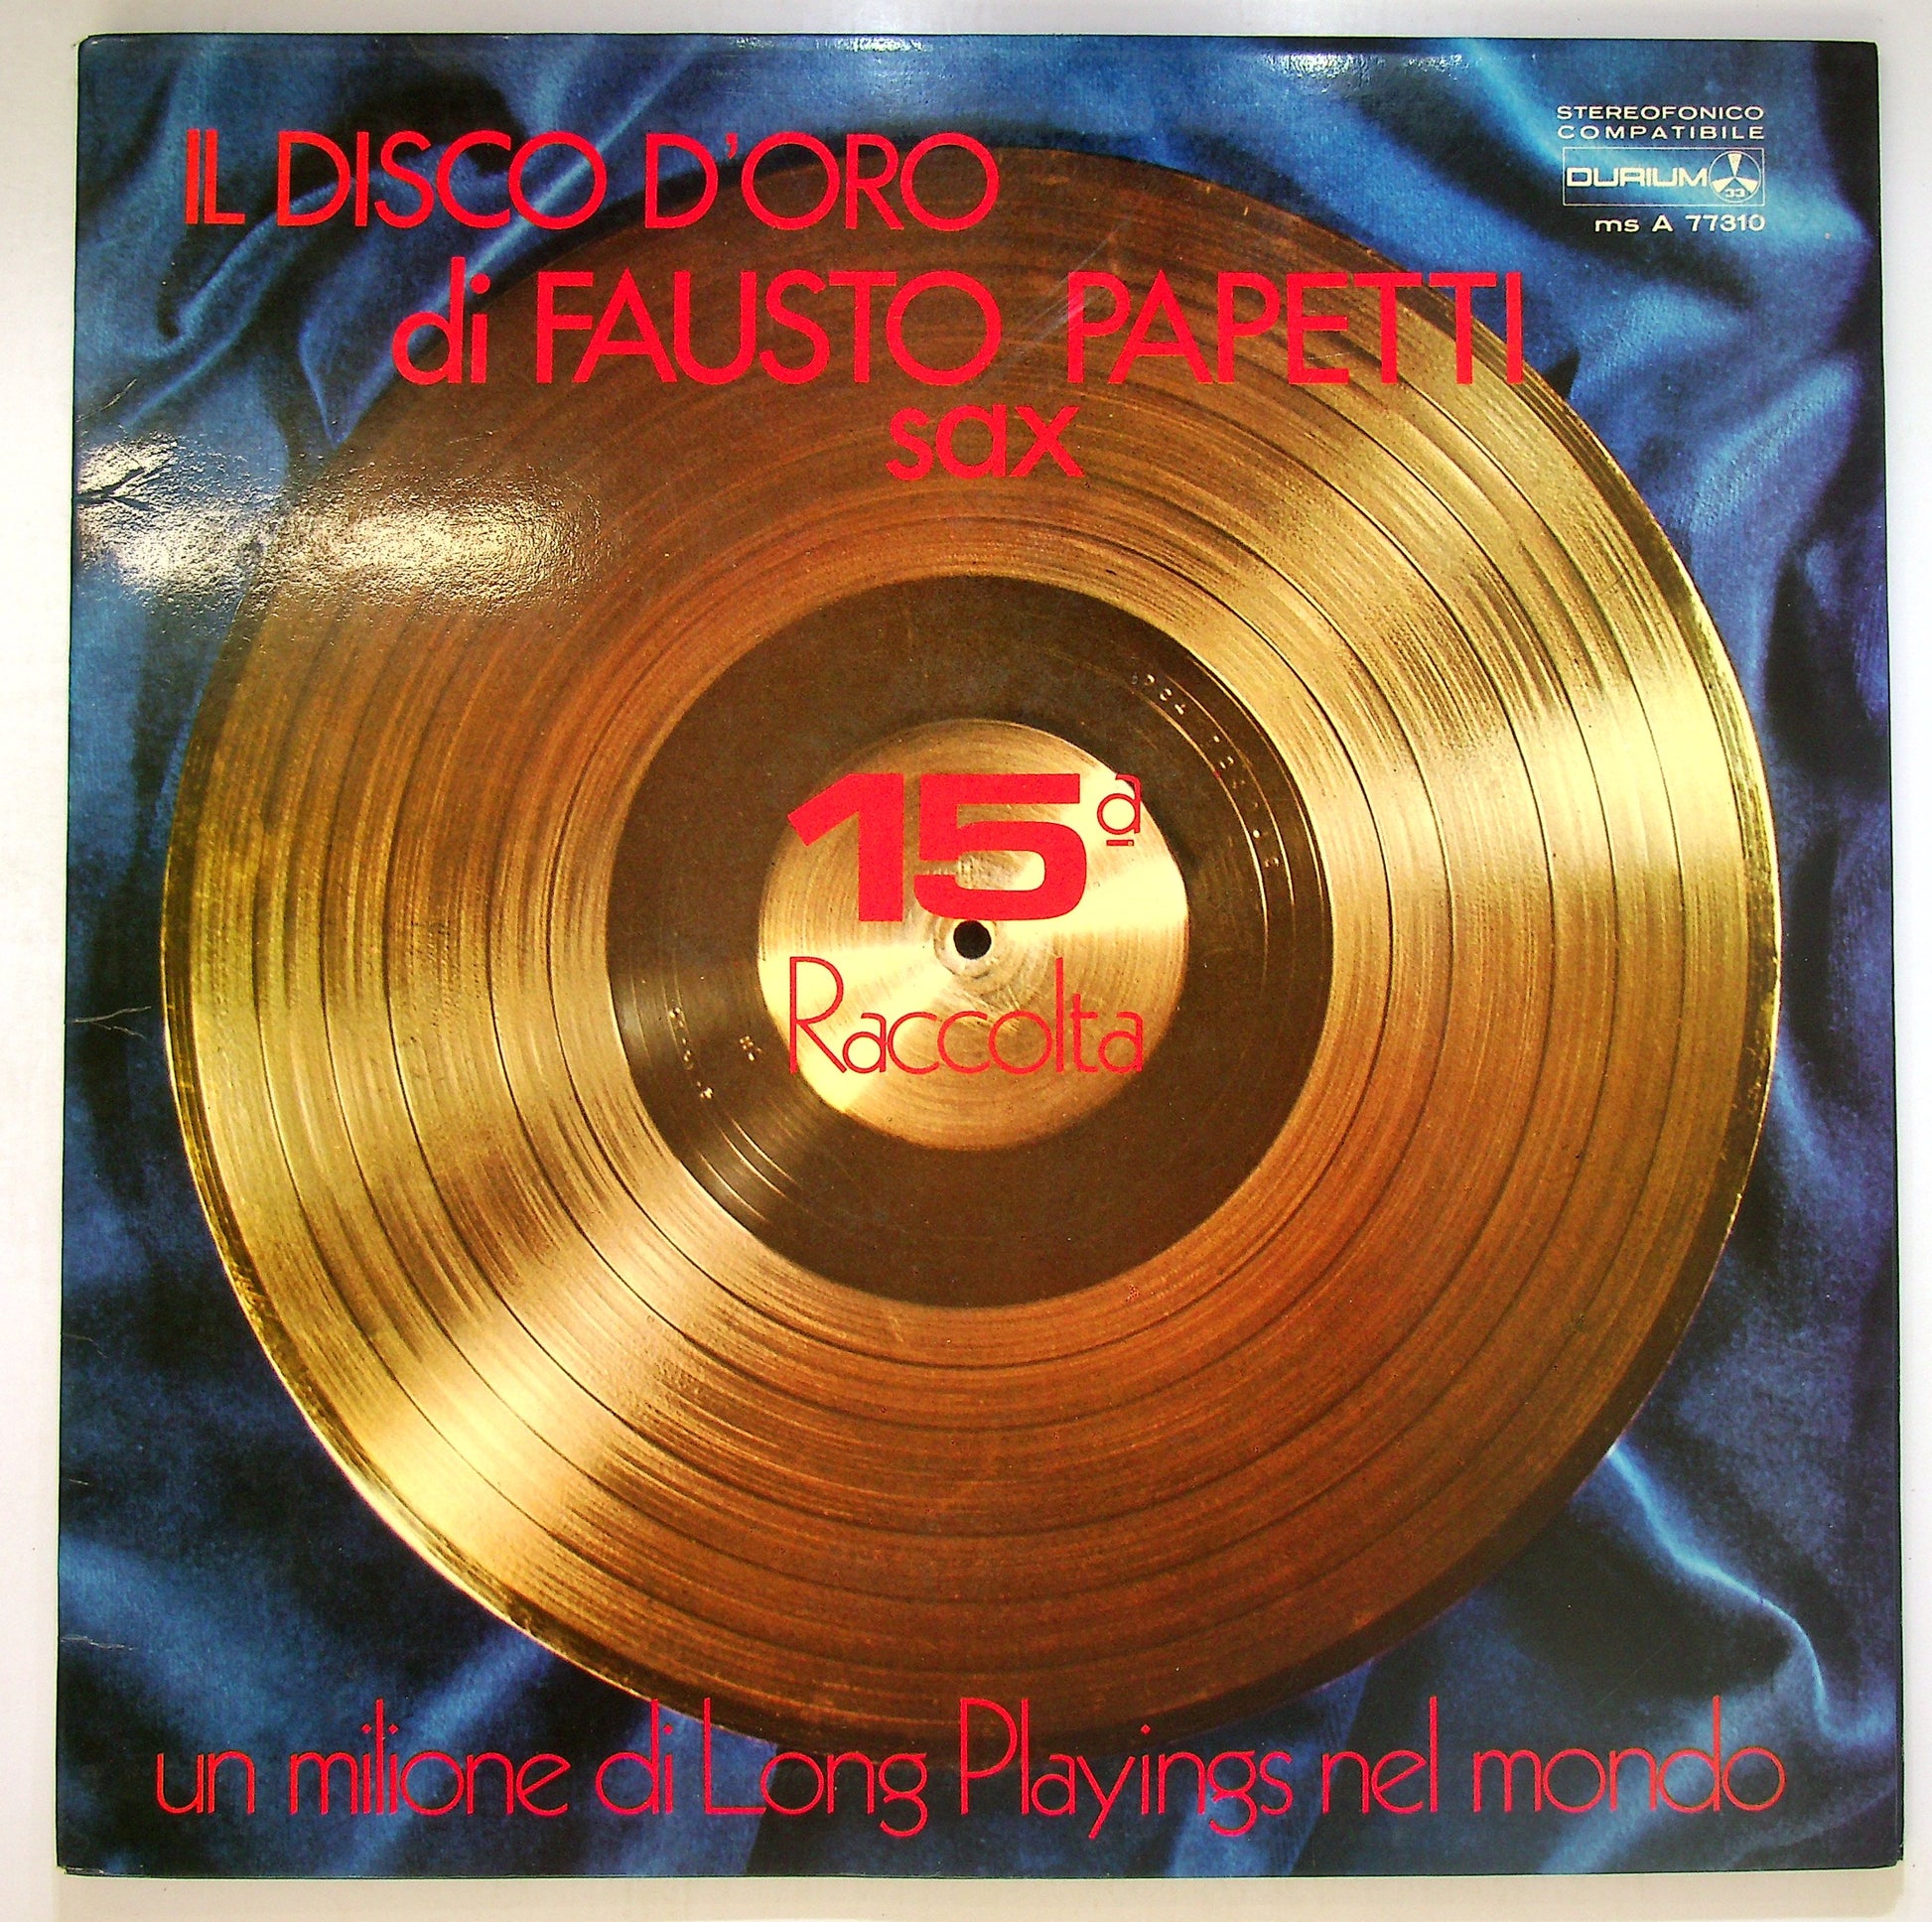 IL DISCO D'ORO
di FAUSTO PAPETTI
sax
STEREOFONICO
COMPATIBILE
DURIUM
33
ms A 77310
15ª
Raccolta
un milione di Long Playings nel mondo